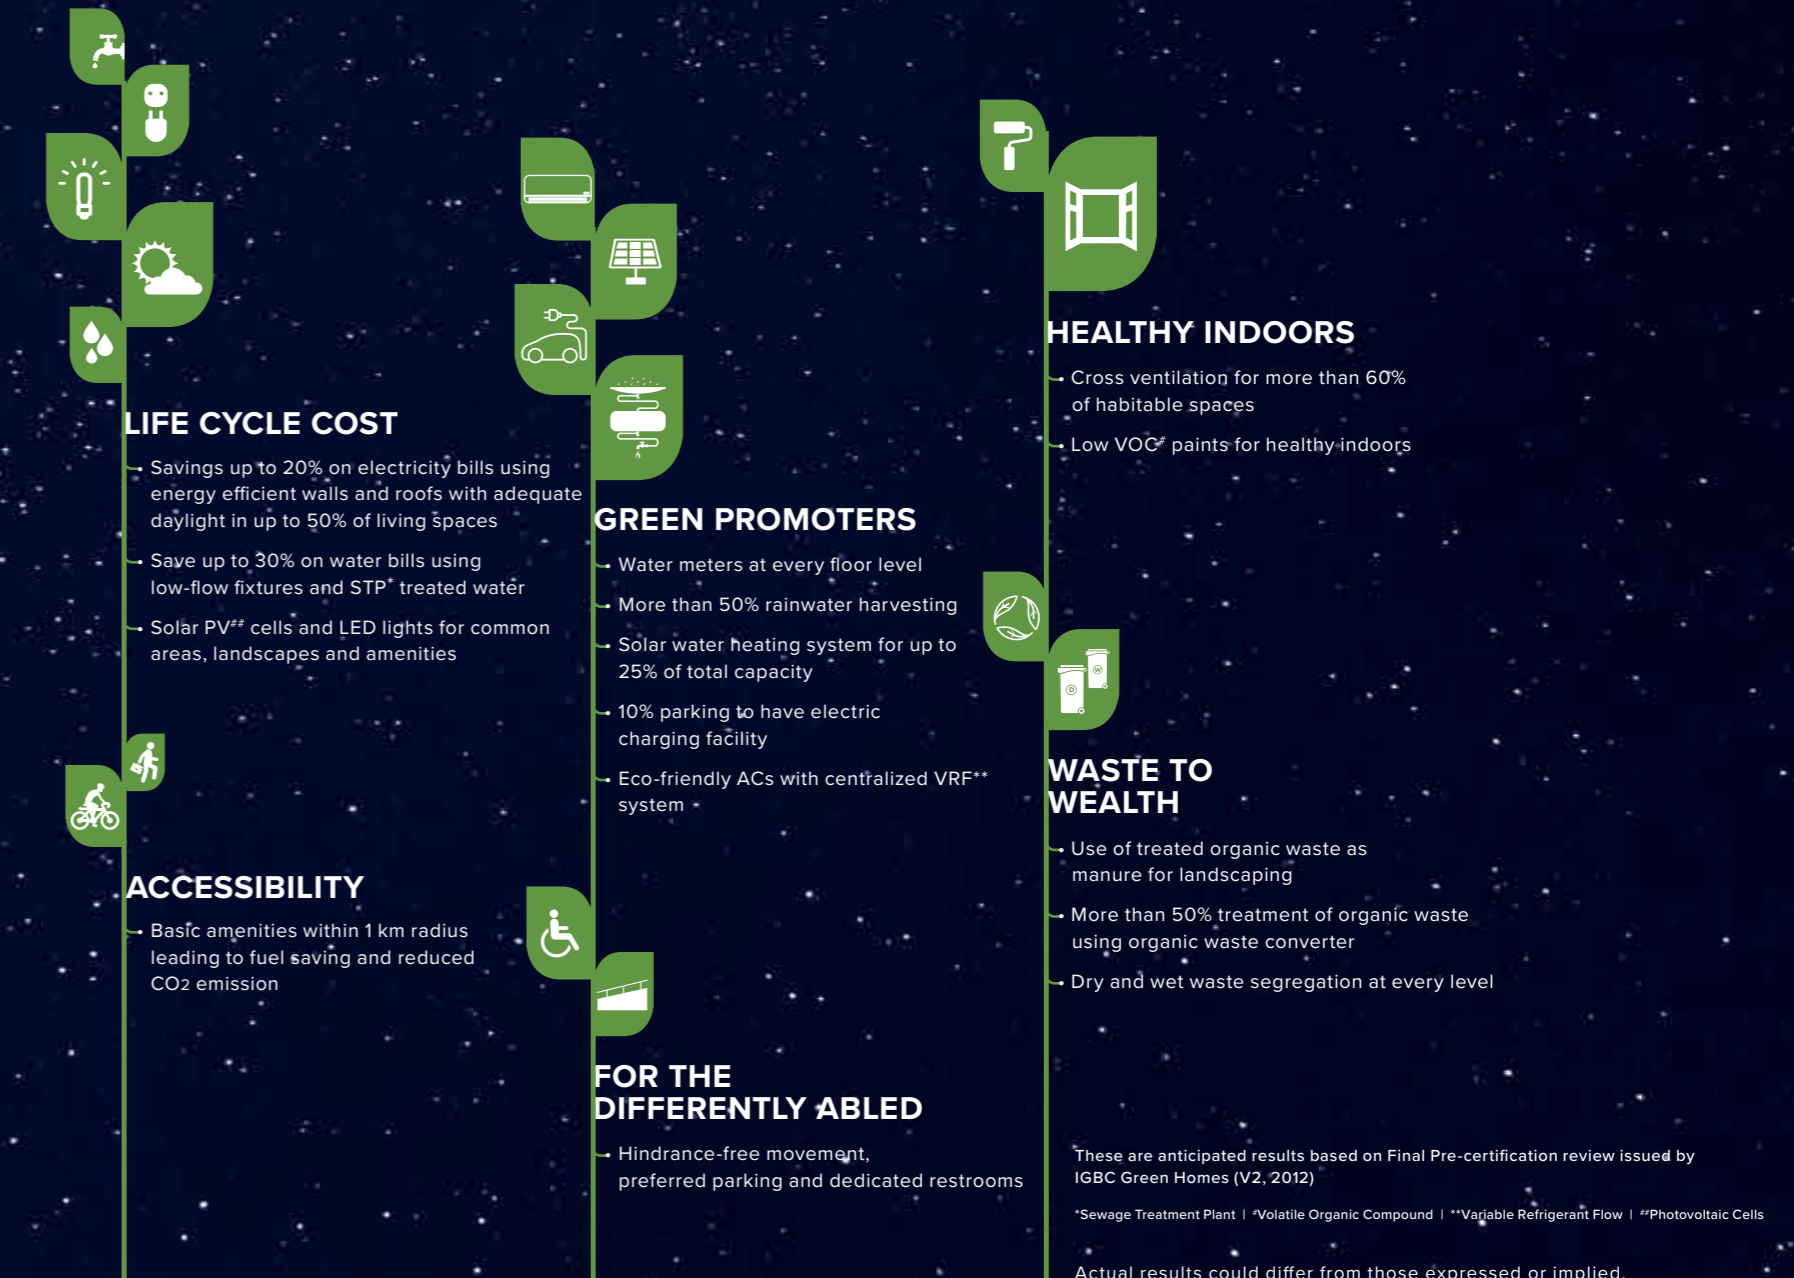 LIFE CYCLE COST
• Savings up to 20% on electricity bills using
energy efficient walls and roofs with adequate
daylight in up to 50% of living spaces
• Save up to 30% on water bills using
low-flow fixtures and STP* treated water
• Solar PV## cells and LED lights for common
areas, landscapes and amenities
ACCESSIBILITY
• Basic amenities within 1 km radius
leading to fuel saving and reduced
CO2 emission
GREEN PROMOTERS
• Water meters at every floor level
• More than 50% rainwater harvesting
• Solar water heating system for up to
25% of total capacity
• 10% parking to have electric
charging facility
• Eco-friendly ACs with centralized VRF**
system
FOR THE
DIFFERENTLY ABLED
• Hindrance-free movement,
preferred parking and dedicated restrooms
HEALTHY INDOORS
• Cross ventilation for more than 60%
of habitable spaces
• Low VOC# paints for healthy indoors
D
W
WASTE TO
WEALTH
• Use of treated organic waste as
manure for landscaping
• More than 50% treatment of organic waste
using organic waste converter
• Dry and wet waste segregation at every level
These are anticipated results based on Final Pre-certification review issued by
IGBC Green Homes (V2, 2012)
*Sewage Treatment Plant | #Volatile Organic Compound | **Variable Refrigerant Flow | ##Photovoltaic Cells
Actual results could differ from those expressed or implied.